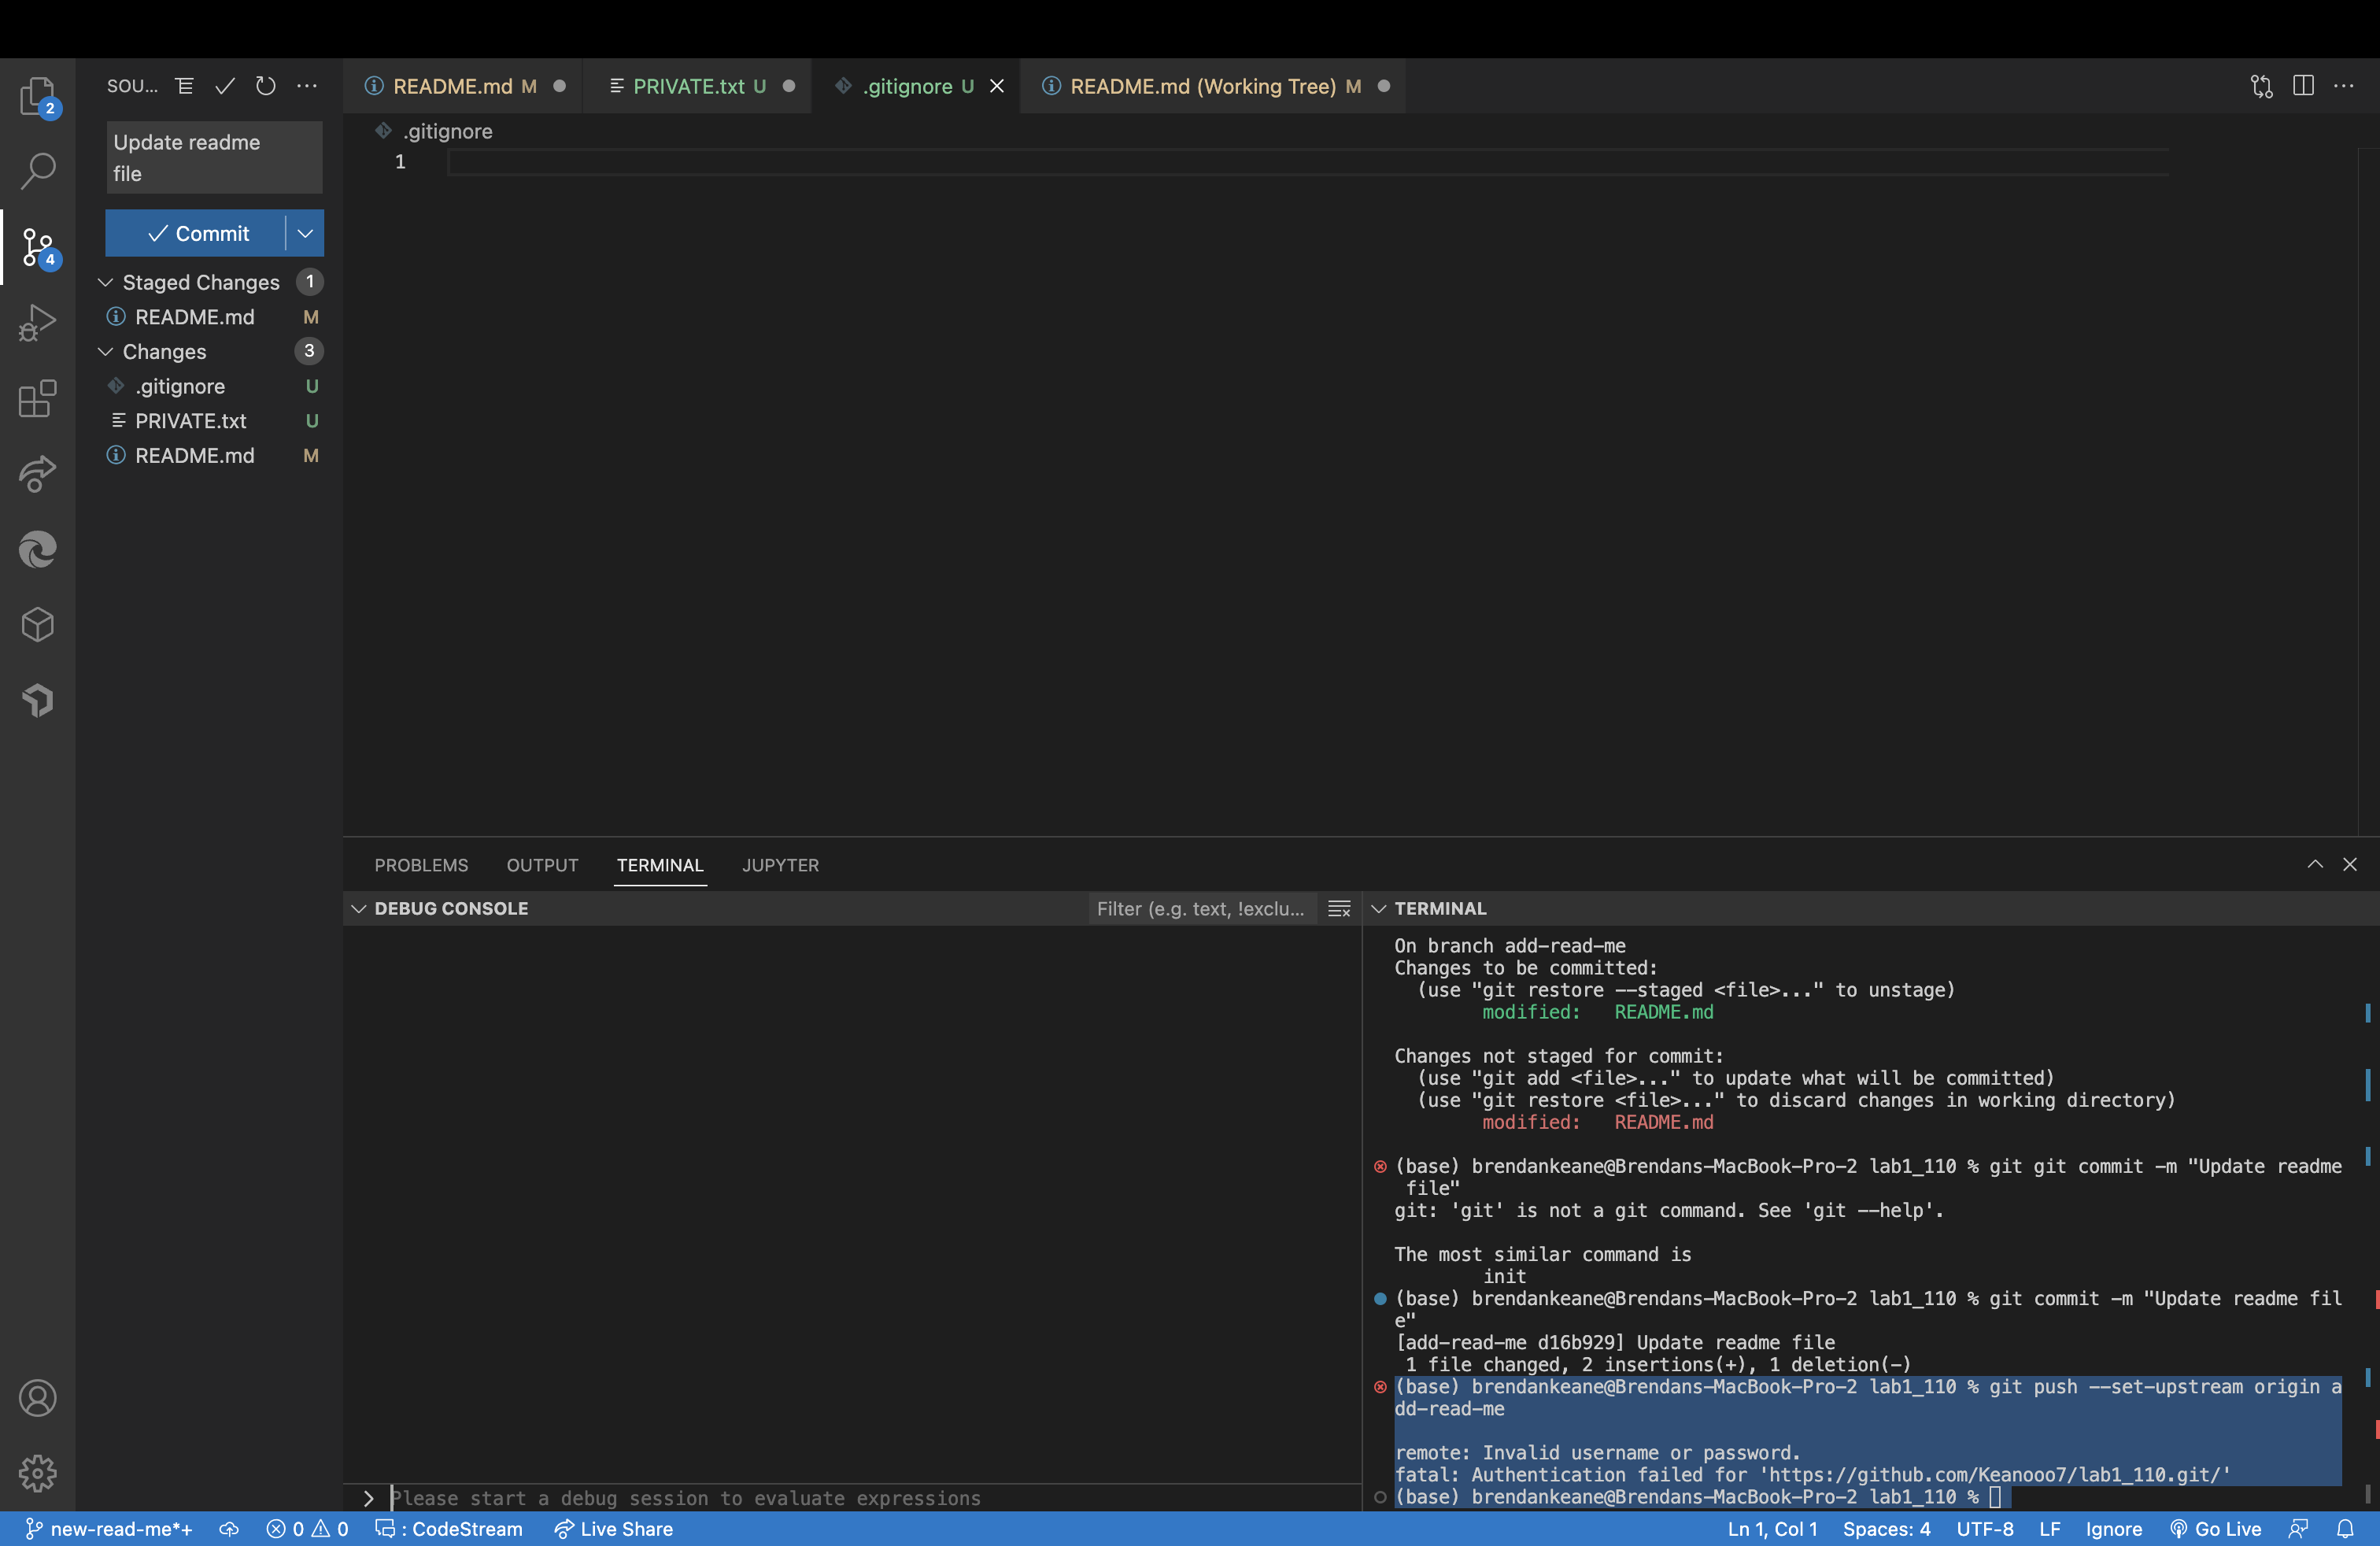 2
4
SOU...
Update readme
file
Commit
Staged Changes 1
README.md M
Changes 3
.gitignore U
PRIVATE.txt U
README.md M
README.md M
PRIVATE.txt U
.gitignore U
README.md (Working Tree) M
.gitignore
1
PROBLEMS OUTPUT TERMINAL JUPYTER
DEBUG CONSOLE
Filter (e.g. text, !exclu...
Please start a debug session to evaluate expressions
TERMINAL
On branch add-read-me
Changes to be committed:
(use "git restore --staged <file>..." to unstage)
modified: README.md
Changes not staged for commit:
(use "git add <file>..." to update what will be committed)
(use "git restore <file>..." to discard changes in working directory)
modified: README.md
(base) brendankeane@Brendans-MacBook-Pro-2 lab1_110 % git git commit -m "Update readme
file"
git: 'git' is not a git command. See 'git --help'.
The most similar command is
init
(base) brendankeane@Brendans-MacBook-Pro-2 lab1_110 % git commit -m "Update readme fil
e"
[add-read-me d16b929] Update readme file
1 file changed, 2 insertions(+), 1 deletion(-)
(base) brendankeane@Brendans-MacBook-Pro-2 lab1_110 % git push --set-upstream origin a
dd-read-me
remote: Invalid username or password.
fatal: Authentication failed for 'https://github.com/Keanooo7/lab1_110.git/'
(base) brendankeane@Brendans-MacBook-Pro-2 lab1_110 %
new-read-me*+ 0 0 : CodeStream Live Share Ln 1, Col 1 Spaces: 4 UTF-8 LF Ignore Go Live